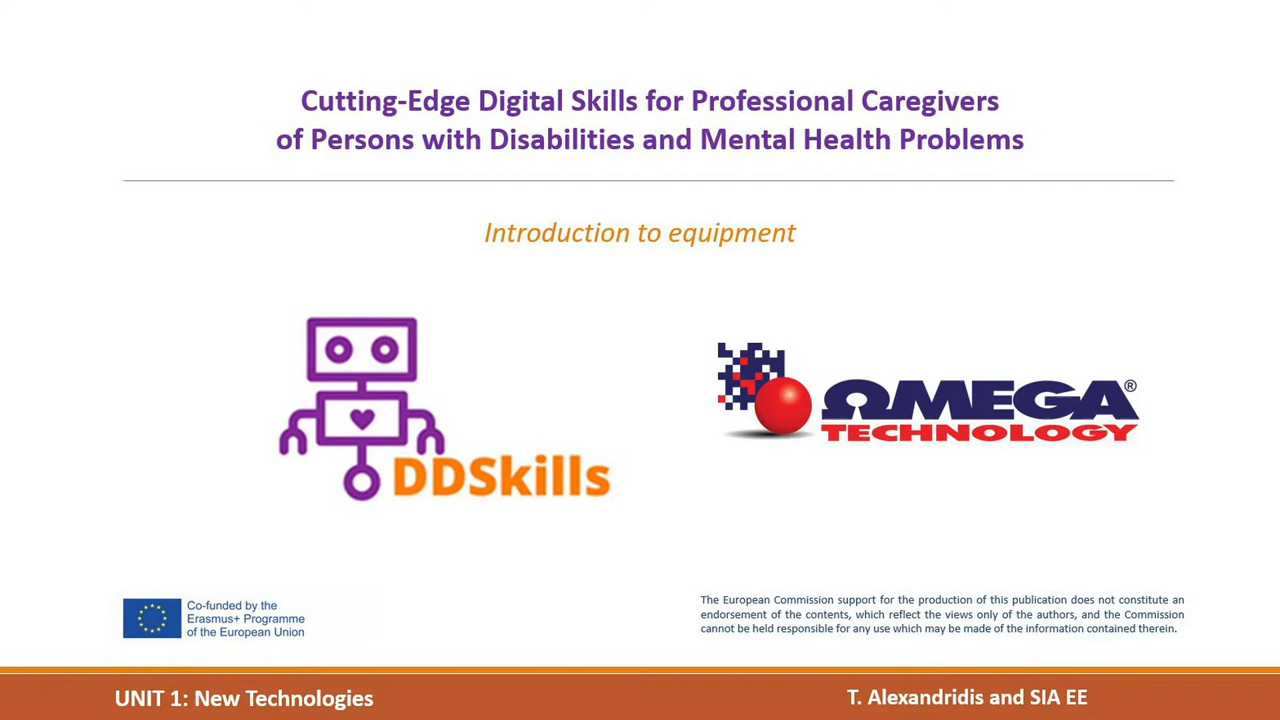 Cutting-Edge Digital Skills for Professional Caregivers
of Persons with Disabilities and Mental Health Problems
Introduction to equipment
DDSkills
ΩMEGA®
TECHNOLOGY
Co-funded by the
Erasmus+ Programme
of the European Union
The European Commission support for the production of this publication does not constitute an
endorsement of the contents, which reflect the views only of the authors, and the Commission
cannot be held responsible for any use which may be made of the information contained therein.
UNIT 1: New Technologies
T. Alexandridis and SIA EE